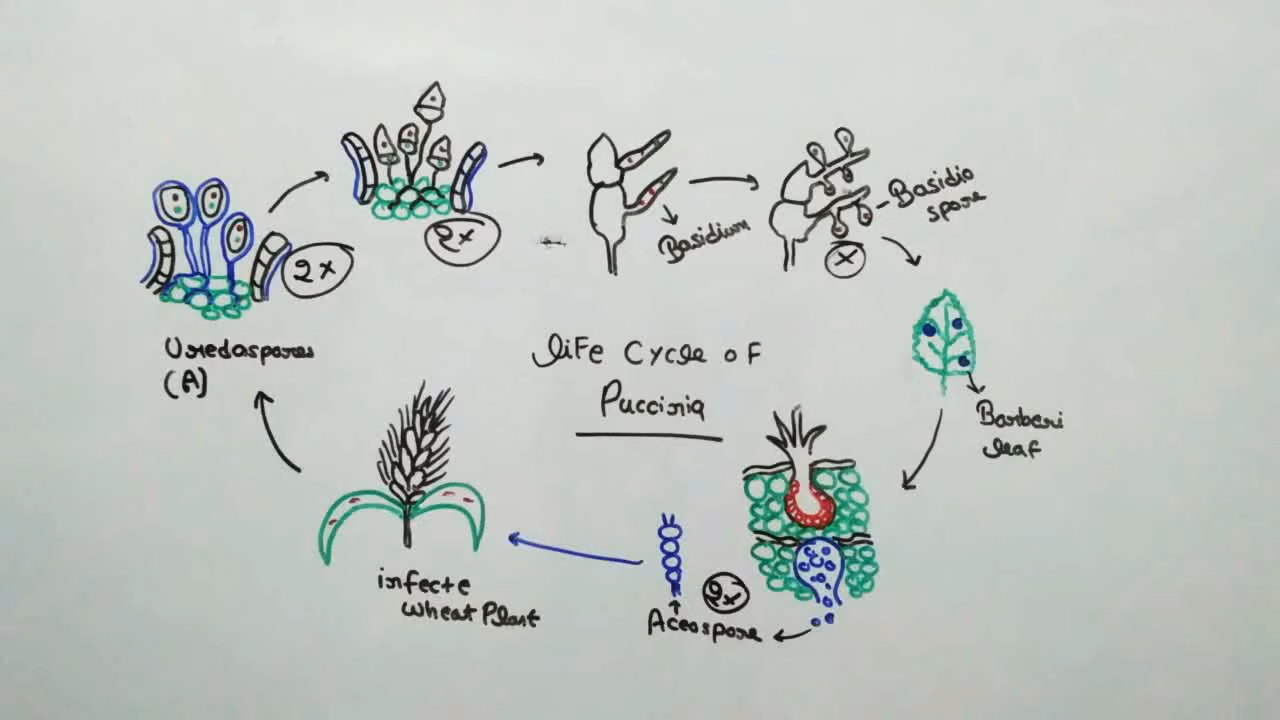 2x
2x
Basidium
Basidio
spore
x
Uredospores
(A)
life Cycle of
Puccinia
Barberi
leaf
infecte
wheat Plant
2x
Aceospore